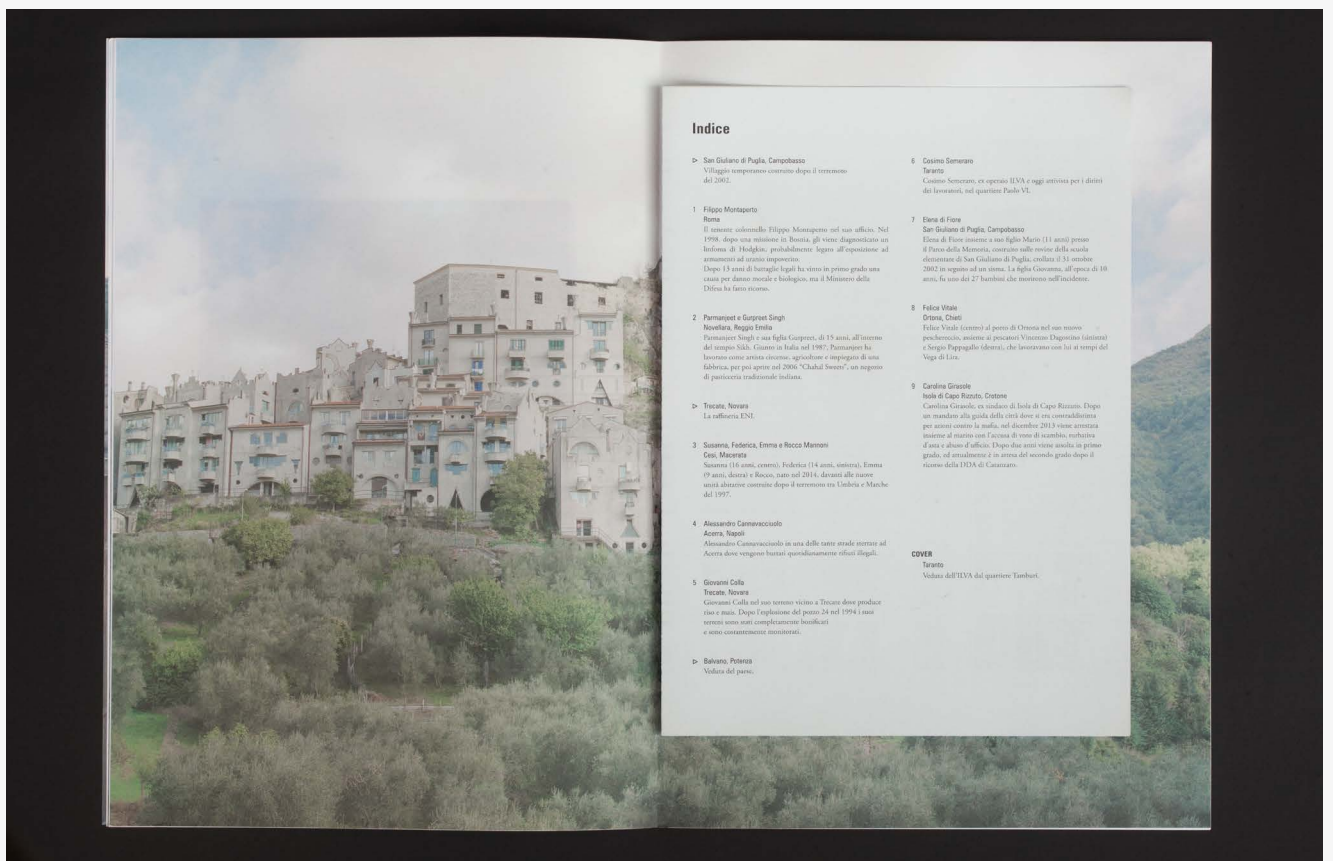 Indice
▷ San Giuliano di Puglia, Campobasso
Villaggio temporaneo costruito dopo il terremoto
del 2002.
1 Filippo Montaperto
Roma
Il tenente colonnello Filippo Montaperto nel suo ufficio. Nel
1998, dopo una missione in Bosnia, gli viene diagnosticato un
linfoma di Hodgkin, probabilmente legato all'esposizione ad
armamenti ad uranio impoverito.
Dopo 13 anni di battaglie legali ha vinto in primo grado una
causa per danno morale e biologico, ma il Ministero della
Difesa ha fatto ricorso.
2 Parmanjeet e Gurpreet Singh
Novellara, Reggio Emilia
Parmanjeet Singh e sua figlia Gurpreet, di 15 anni, all'interno
del tempio Sikh. Giunto in Italia nel 1987, Parmanjeet ha
lavorato come artista circense, agricoltore e impiegato di una
fabbrica, per poi aprire nel 2006 "Chahal Sweets", un negozio
di pasticceria tradizionale indiana.
▷ Trecate, Novara
La raffineria ENI.
3 Susanna, Federica, Emma e Rocco Mannoni
Cesi, Macerata
Susanna (16 anni, centro), Federica (14 anni, sinistra), Emma
(9 anni, destra) e Rocco, nato nel 2014, davanti alle nuove
unità abitative costruite dopo il terremoto tra Umbria e Marche
del 1997.
4 Alessandro Cannavacciuolo
Acerra, Napoli
Alessandro Cannavacciuolo in una delle tante strade sterrate ad
Acerra dove vengono buttati quotidianamente rifiuti illegali.
5 Giovanni Colla
Trecate, Novara
Giovanni Colla nel suo terreno vicino a Trecate dove produce
riso e mais. Dopo l'esplosione del pozzo 24 nel 1994 i suoi
terreni sono stati completamente bonificati
e sono costantemente monitorati.
▷ Balvano, Potenza
Veduta del paese.
6 Cosimo Semeraro
Taranto
Cosimo Semeraro, ex operaio ILVA e oggi attivista per i diritti
dei lavoratori, nel quartiere Paolo VI.
7 Elena di Fiore
San Giuliano di Puglia, Campobasso
Elena di Fiore insieme a suo figlio Mario (11 anni) presso
il Parco della Memoria, costruito sulle rovine della scuola
elementare di San Giuliano di Puglia, crollata il 31 ottobre
2002 in seguito ad un sisma. La figlia Giovanna, all'epoca di 10
anni, fu uno dei 27 bambini che morirono nell'incidente.
8 Felice Vitale
Ortona, Chieti
Felice Vitale (centro) al porto di Ortona nel suo nuovo
peschereccio, assieme ai pescatori Vincenzo Dagostino (sinistra)
e Sergio Pappagallo (destra), che lavoravano con lui ai tempi del
Vega di Lira.
9 Carolina Girasole
Isola di Capo Rizzuto, Crotone
Carolina Girasole, ex sindaco di Isola di Capo Rizzuto. Dopo
un mandato alla guida della città dove si era contraddistinta
per azioni contro la mafia, nel dicembre 2013 viene arrestata
insieme al marito con l'accusa di voto di scambio, turbativa
d'asta e abuso d'ufficio. Dopo due anni viene assolta in primo
grado, ed attualmente è in attesa del secondo grado dopo il
ricorso della DDA di Catanzaro.
COVER
Taranto
Veduta dell'ILVA dal quartiere Tamburi.